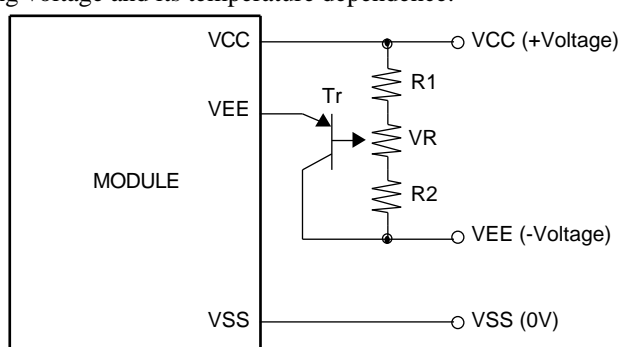 ng voltage and its temperature dependence.
VCC
VCC (+Voltage)
R1
Tr
VEE
VR
MODULE
R2
VEE (-Voltage)
VSS
VSS (0V)